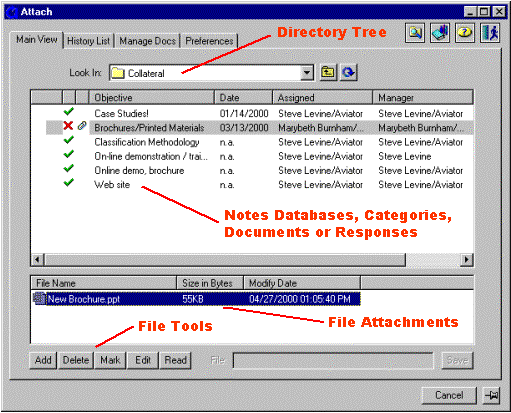 Attach
Main View History List Manage Docs Preferences
Directory Tree
Look In: Collateral
Objective Date Assigned Manager
Case Studies! 01/14/2000 Steve Levine/Aviator Steve Levine/Aviator
Brochures/Printed Materials 03/13/2000 Marybeth Burnham/... Marybeth Burnham/...
Classification Methodology n.a. Steve Levine/Aviator Steve Levine/Aviator
On-line demonstration / trai... n.a. Steve Levine/Aviator Steve Levine
Online demo, brochure n.a. Steve Levine/Aviator Steve Levine/Aviator
Web site n.a. Steve Levine/Aviator Steve Levine/Aviator
Notes Databases, Categories,
Documents or Responses
File Name Size in Bytes Modify Date
New Brochure.ppt 55KB 04/27/2000 01:05:40 PM
File Tools
File Attachments
Add Delete Mark Edit Read File: Save
Cancel